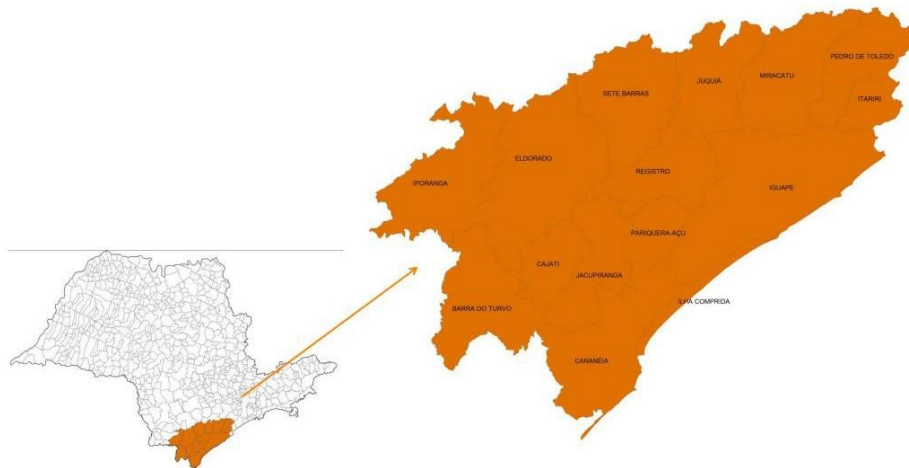 PEDRO DE TOLEDO
JUQUIÁ
MIRACATU
SETE BARRAS
ITARIRI
ELDORADO
REGISTRO
IPORANGA
IGUAPE
PARIQUERA-AÇU
CAJATI
JACUPIRANGA
BARRA DO TURVO
ILHA COMPRIDA
CANANÉIA